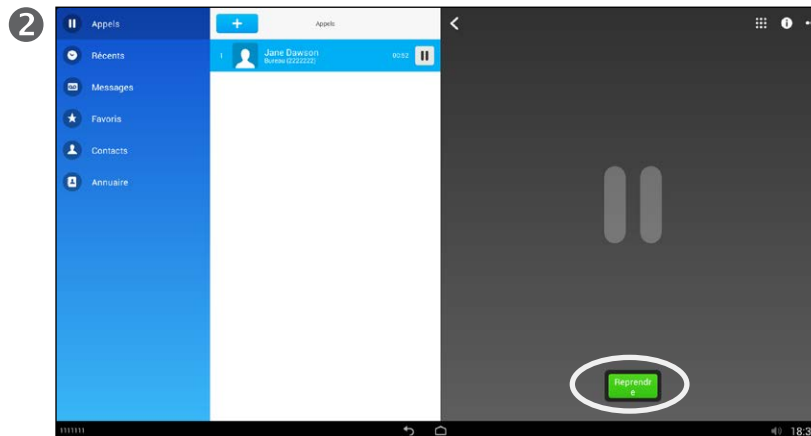 2
Appels
Récents
Messages
Favoris
Contacts
Annuaire
+
Appels
1
Jane Dawson
Bureau (2222222)
00:52
Reprendr
e
1111111
18:3